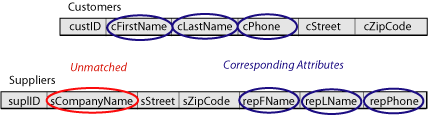 Customers
custID cFirstName cLastName cPhone cStreet cZipCode
Unmatched Corresponding Attributes
Suppliers
suplID sCompanyName sStreet sZipCode repFName repLName repPhone